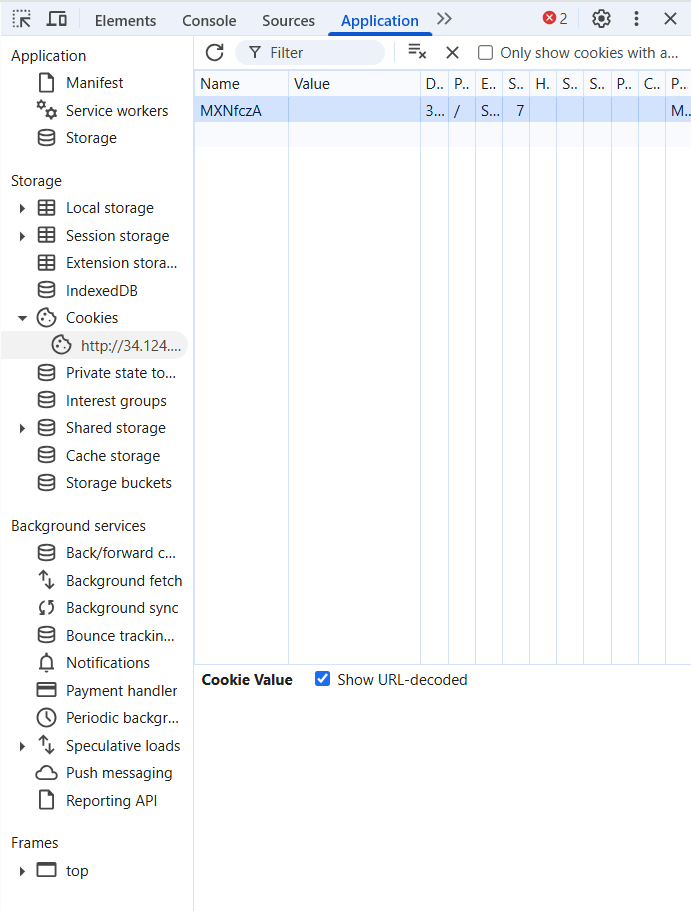 Elements Console Sources Application 2
Application
Manifest
Service workers
Storage
Storage
Local storage
Session storage
Extension stora...
IndexedDB
Cookies
http://34.124....
Private state to...
Interest groups
Shared storage
Cache storage
Storage buckets
Background services
Back/forward c...
Background fetch
Background sync
Bounce trackin...
Notifications
Payment handler
Periodic backgr...
Speculative loads
Push messaging
Reporting API
Frames
top
Filter Only show cookies with a...
Name Value D.. P.. E.. S.. H. S.. S.. P.. C.. P..
MXNfczA 3... / S... 7 M..
Cookie Value Show URL-decoded